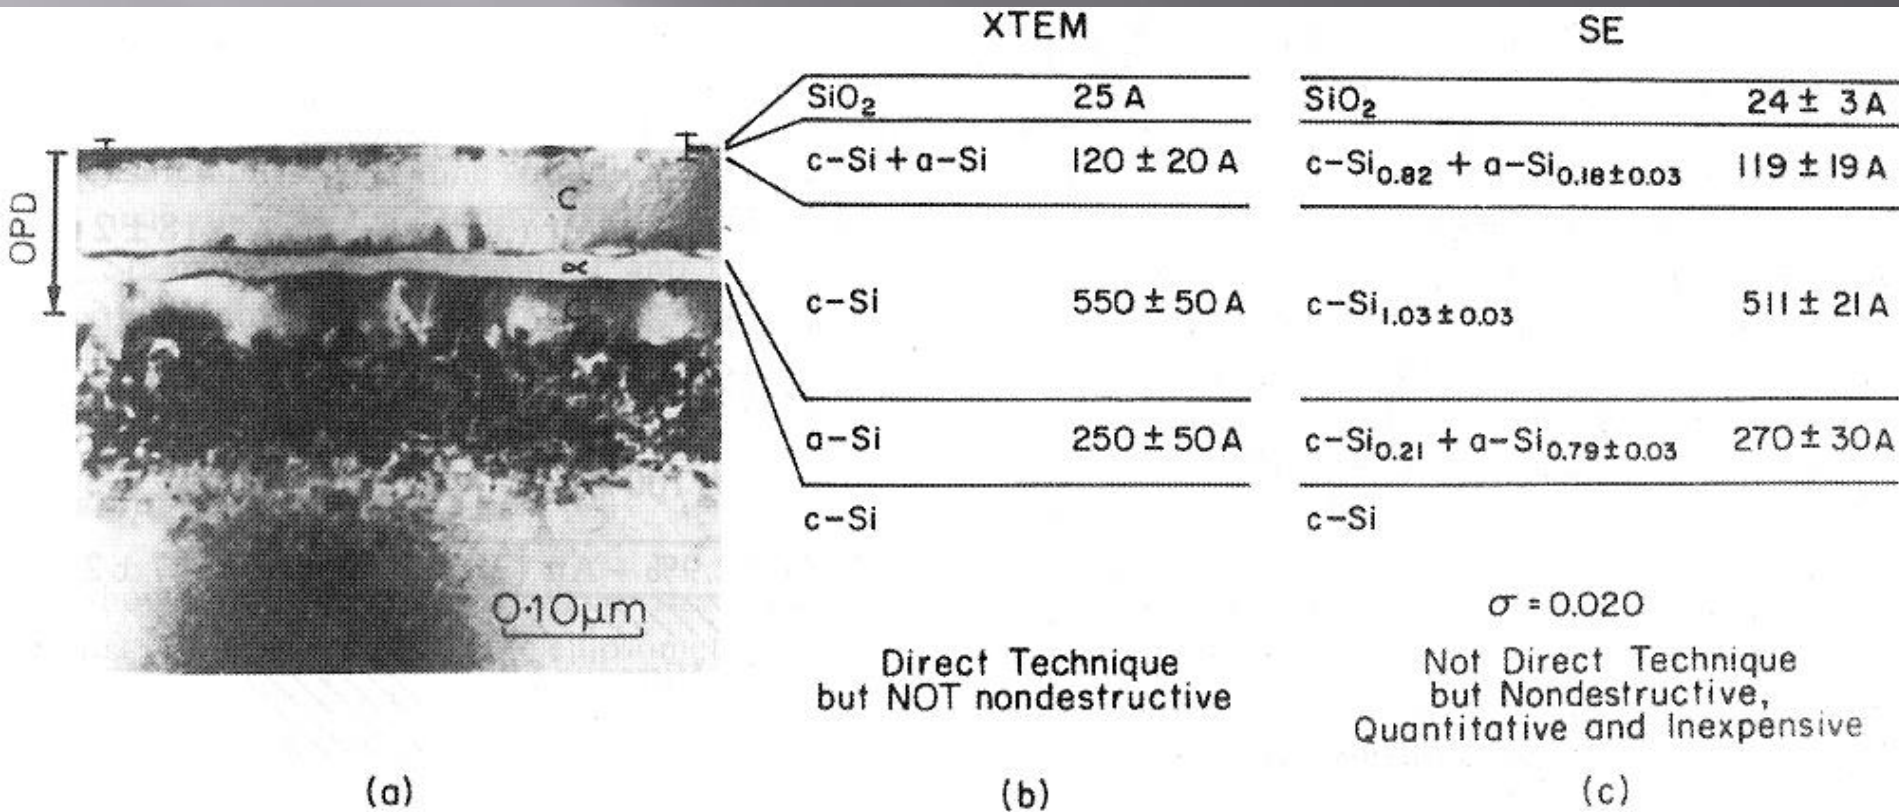 XTEM
SE
SiO₂ 25 A
SiO₂ 24 ± 3 A
c-Si + a-Si 120 ± 20 A
c-Si₀.₈₂ + a-Si₀.₁₈±₀.₀₃ 119 ± 19 A
OPD
C
∝
C
c-Si 550 ± 50 A
c-Si₁.₀₃±₀.₀₃ 511 ± 21 A
a-Si 250 ± 50 A
c-Si₀.₂₁ + a-Si₀.₇₉±₀.₀₃ 270 ± 30 A
c-Si
c-Si
0·10μm
σ = 0.020
Direct Technique
but NOT nondestructive
Not Direct Technique
but Nondestructive,
Quantitative and Inexpensive
(a)
(b)
(c)